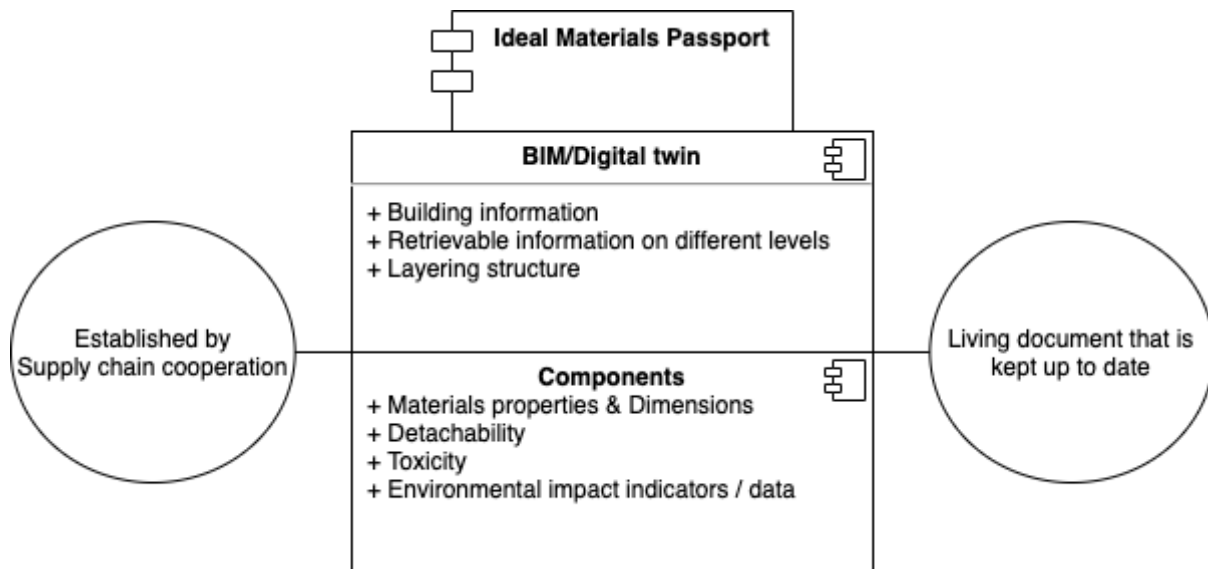 Ideal Materials Passport
BIM/Digital twin
+ Building information
+ Retrievable information on different levels
+ Layering structure
Established by
Supply chain cooperation
Living document that is
kept up to date
Components
+ Materials properties & Dimensions
+ Detachability
+ Toxicity
+ Environmental impact indicators / data